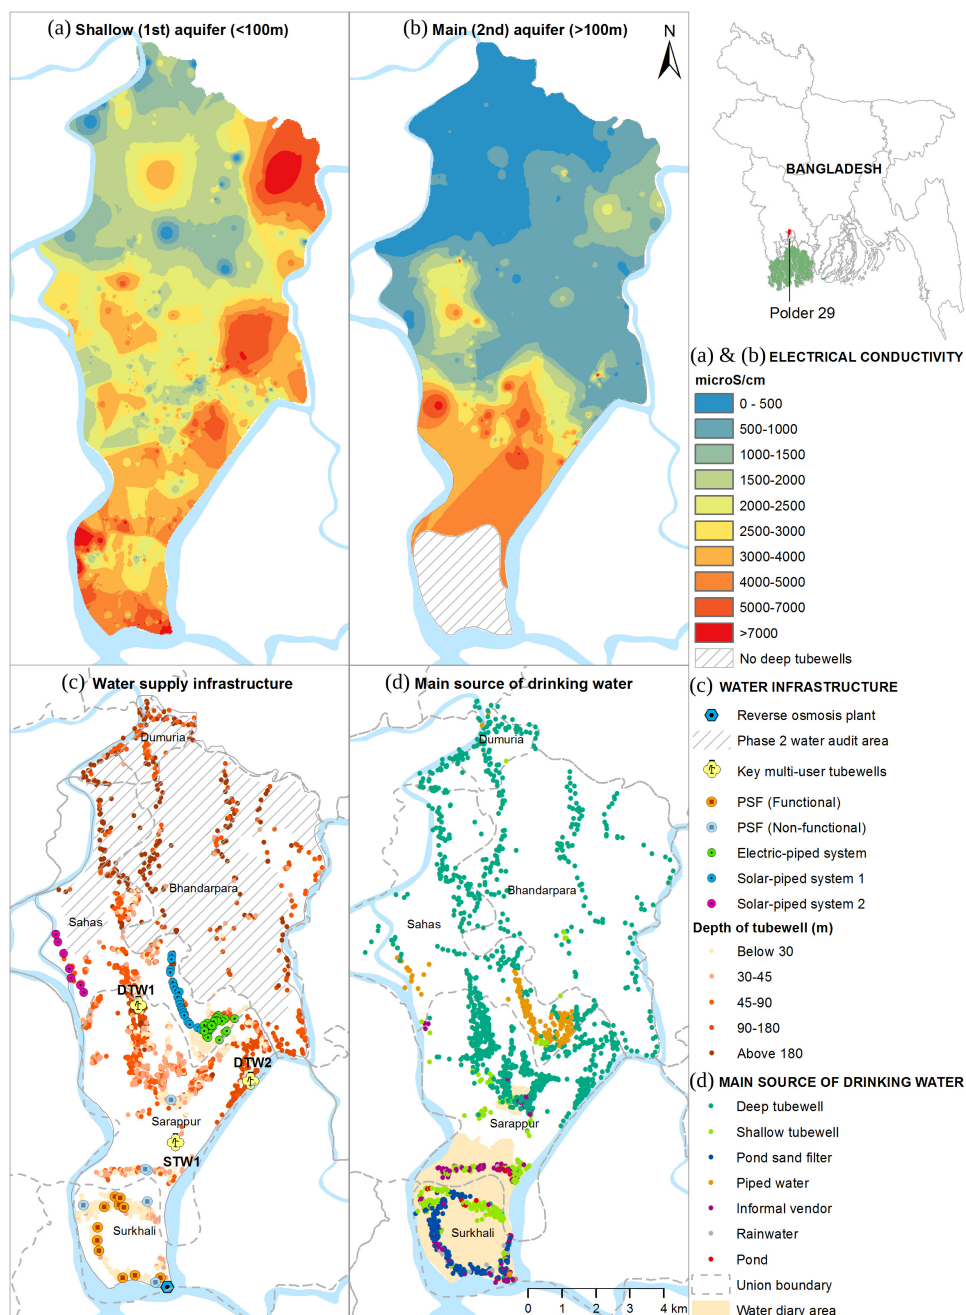 (a) Shallow (1st) aquifer (<100m)
(b) Main (2nd) aquifer (>100m)
N
BANGLADESH
Polder 29
(a) & (b) ELECTRICAL CONDUCTIVITY
microS/cm
0 - 500
500-1000
1000-1500
1500-2000
2000-2500
2500-3000
3000-4000
4000-5000
5000-7000
>7000
No deep tubewells
(c) Water supply infrastructure
Dumuria
Bhandarpara
Sahas
DTW1
DTW2
Sarappur
STW1
Surkhali
(d) Main source of drinking water
Dumuria
Bhandarpara
Sahas
Sarappur
Surkhali
0 1 2 3 4 km
(c) WATER INFRASTRUCTURE
Reverse osmosis plant
Phase 2 water audit area
Key multi-user tubewells
PSF (Functional)
PSF (Non-functional)
Electric-piped system
Solar-piped system 1
Solar-piped system 2
Depth of tubewell (m)
Below 30
30-45
45-90
90-180
Above 180
(d) MAIN SOURCE OF DRINKING WATER
Deep tubewell
Shallow tubewell
Pond sand filter
Piped water
Informal vendor
Rainwater
Pond
Union boundary
Water diary area